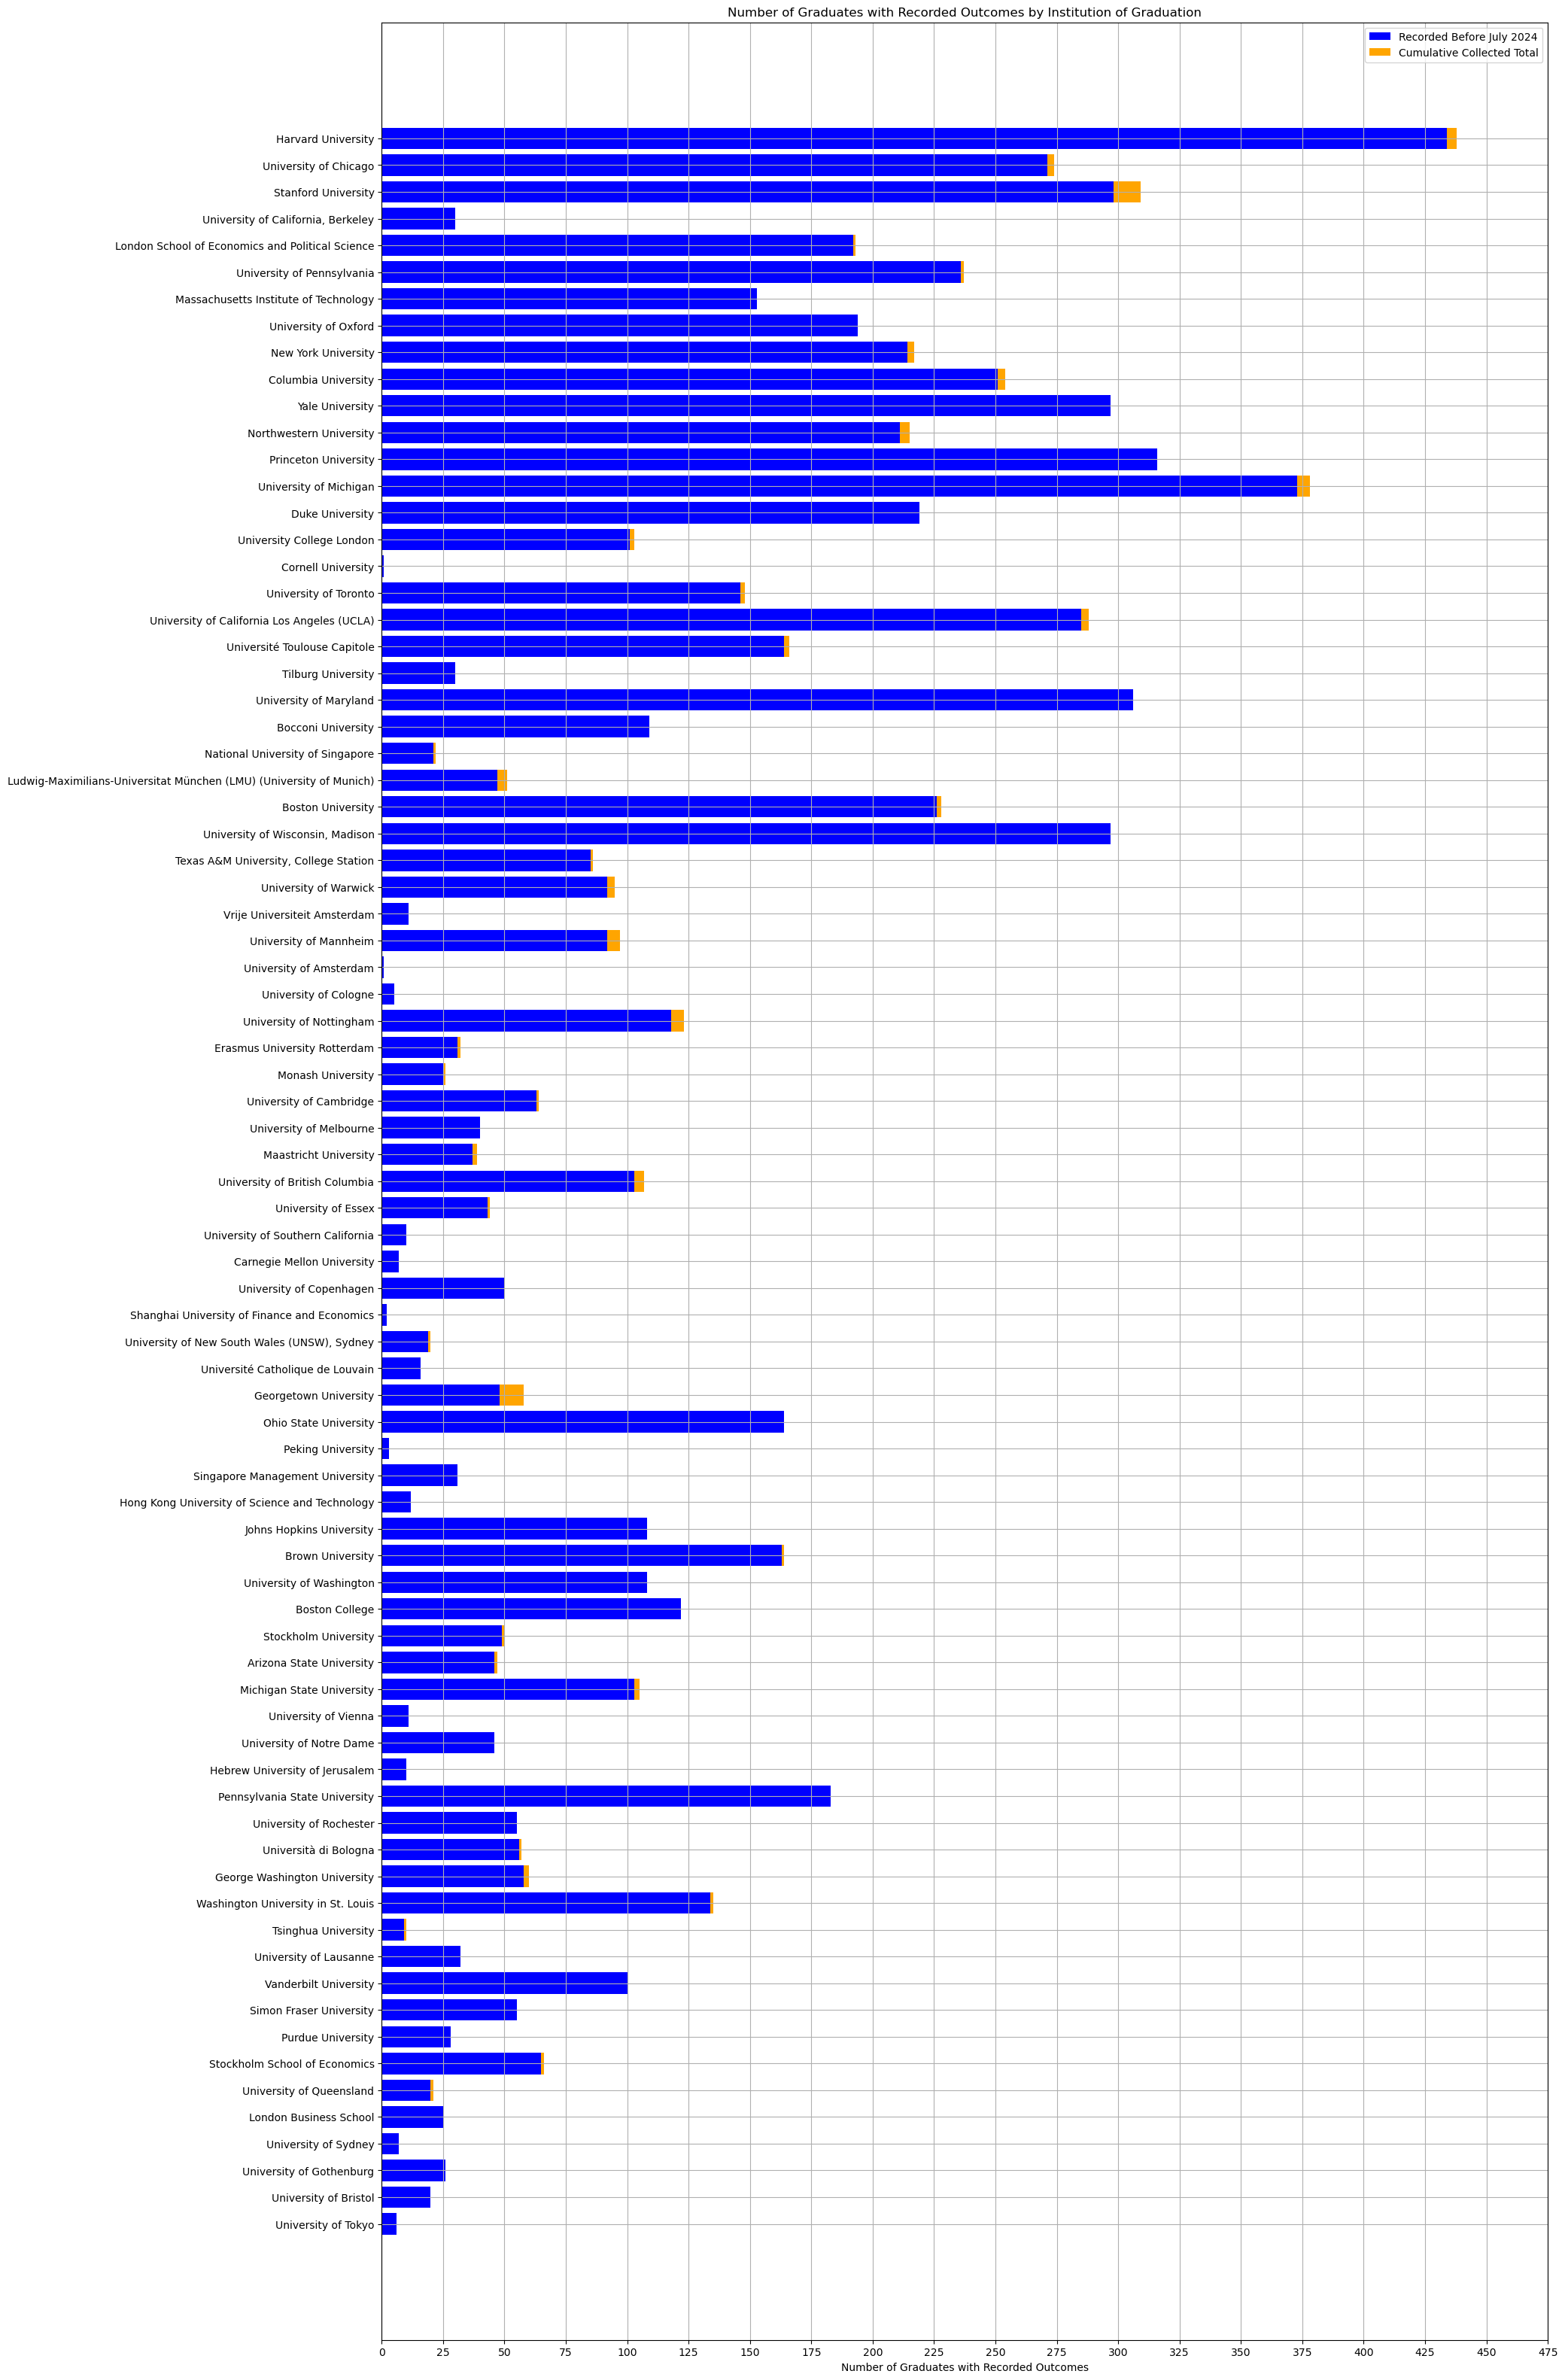 Number of Graduates with Recorded Outcomes by Institution of Graduation
Recorded Before July 2024
Cumulative Collected Total
Harvard University
University of Chicago
Stanford University
University of California, Berkeley
London School of Economics and Political Science
University of Pennsylvania
Massachusetts Institute of Technology
University of Oxford
New York University
Columbia University
Yale University
Northwestern University
Princeton University
University of Michigan
Duke University
University College London
Cornell University
University of Toronto
University of California Los Angeles (UCLA)
Université Toulouse Capitole
Tilburg University
University of Maryland
Bocconi University
National University of Singapore
Ludwig-Maximilians-Universitat München (LMU) (University of Munich)
Boston University
University of Wisconsin, Madison
Texas A&M University, College Station
University of Warwick
Vrije Universiteit Amsterdam
University of Mannheim
University of Amsterdam
University of Cologne
University of Nottingham
Erasmus University Rotterdam
Monash University
University of Cambridge
University of Melbourne
Maastricht University
University of British Columbia
University of Essex
University of Southern California
Carnegie Mellon University
University of Copenhagen
Shanghai University of Finance and Economics
University of New South Wales (UNSW), Sydney
Université Catholique de Louvain
Georgetown University
Ohio State University
Peking University
Singapore Management University
Hong Kong University of Science and Technology
Johns Hopkins University
Brown University
University of Washington
Boston College
Stockholm University
Arizona State University
Michigan State University
University of Vienna
University of Notre Dame
Hebrew University of Jerusalem
Pennsylvania State University
University of Rochester
Università di Bologna
George Washington University
Washington University in St. Louis
Tsinghua University
University of Lausanne
Vanderbilt University
Simon Fraser University
Purdue University
Stockholm School of Economics
University of Queensland
London Business School
University of Sydney
University of Gothenburg
University of Bristol
University of Tokyo
0 25 50 75 100 125 150 175 200 225 250 275 300 325 350 375 400 425 450 475
Number of Graduates with Recorded Outcomes